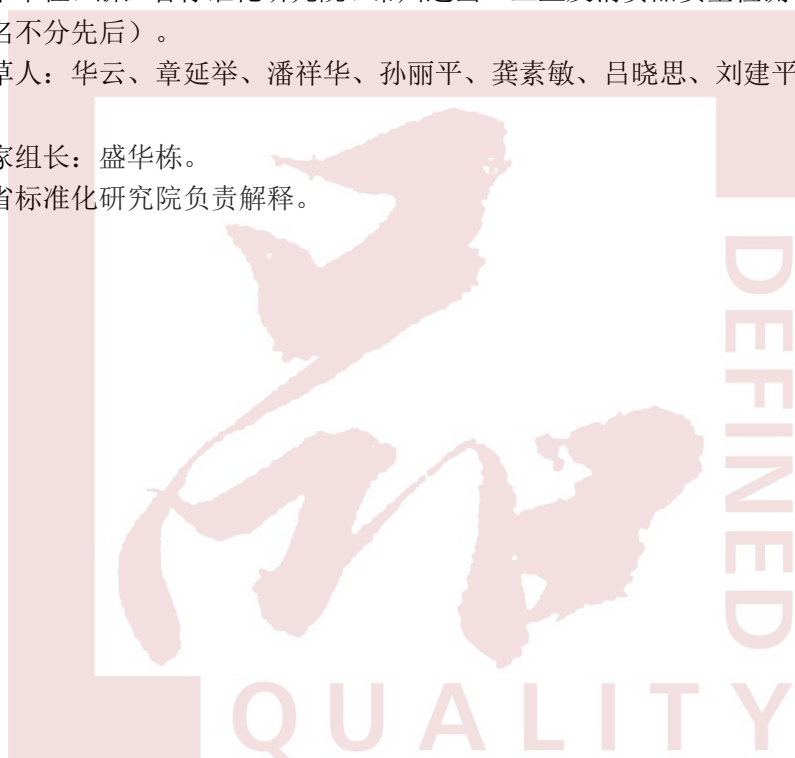 名不分先后）。
草人：华云、章延举、潘祥华、孙丽平、龚素敏、吕晓思、刘建平
家组长：盛华栋。
省标准化研究院负责解释。
品
DEFINED
QUALITY